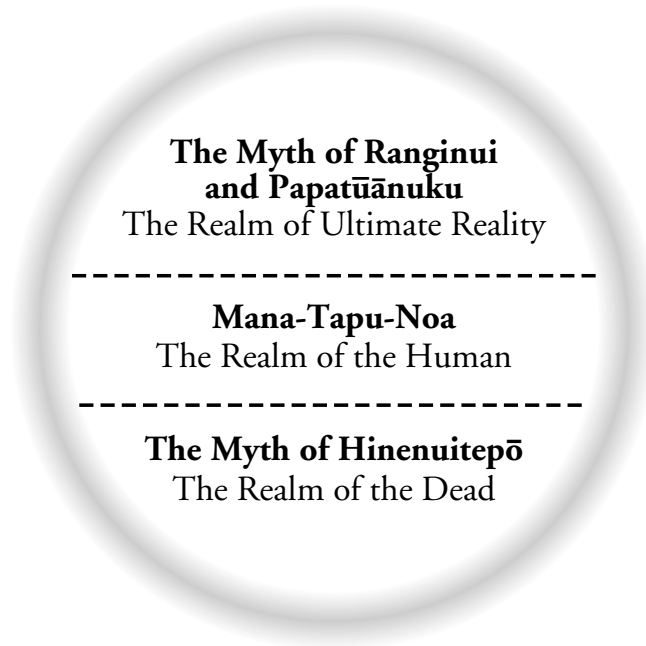 The Myth of Ranginui
and Papatūānuku
The Realm of Ultimate Reality
Mana-Tapu-Noa
The Realm of the Human
The Myth of Hinenuitepō
The Realm of the Dead